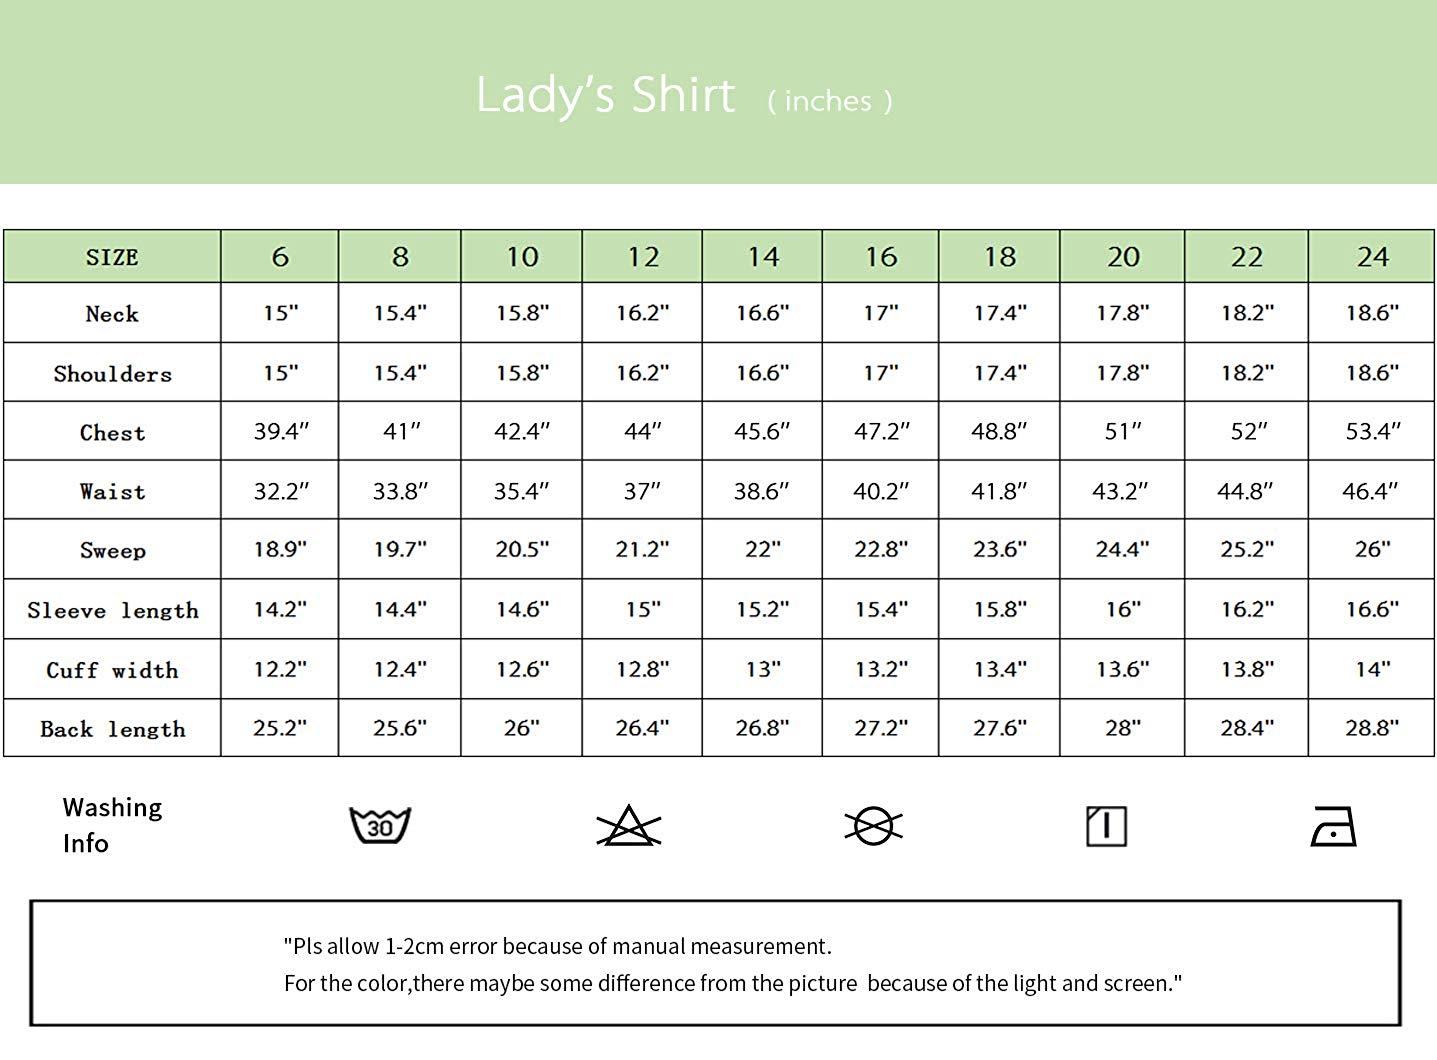 Lady’s Shirt ( inches )
SIZE 6 8 10 12 14 16 18 20 22 24
Neck 15" 15.4" 15.8" 16.2" 16.6" 17" 17.4" 17.8" 18.2" 18.6"
Shoulders 15" 15.4" 15.8" 16.2" 16.6" 17" 17.4" 17.8" 18.2" 18.6"
Chest 39.4″ 41″ 42.4″ 44″ 45.6″ 47.2″ 48.8″ 51″ 52″ 53.4″
Waist 32.2″ 33.8″ 35.4″ 37″ 38.6″ 40.2″ 41.8″ 43.2″ 44.8″ 46.4″
Sweep 18.9" 19.7" 20.5" 21.2" 22" 22.8" 23.6" 24.4" 25.2" 26"
Sleeve length 14.2" 14.4" 14.6" 15" 15.2" 15.4" 15.8" 16" 16.2" 16.6"
Cuff width 12.2" 12.4" 12.6" 12.8" 13" 13.2" 13.4" 13.6" 13.8" 14"
Back length 25.2" 25.6" 26" 26.4" 26.8" 27.2" 27.6" 28" 28.4" 28.8"
Washing
Info
30
"Pls allow 1-2cm error because of manual measurement.
For the color,there maybe some difference from the picture because of the light and screen."